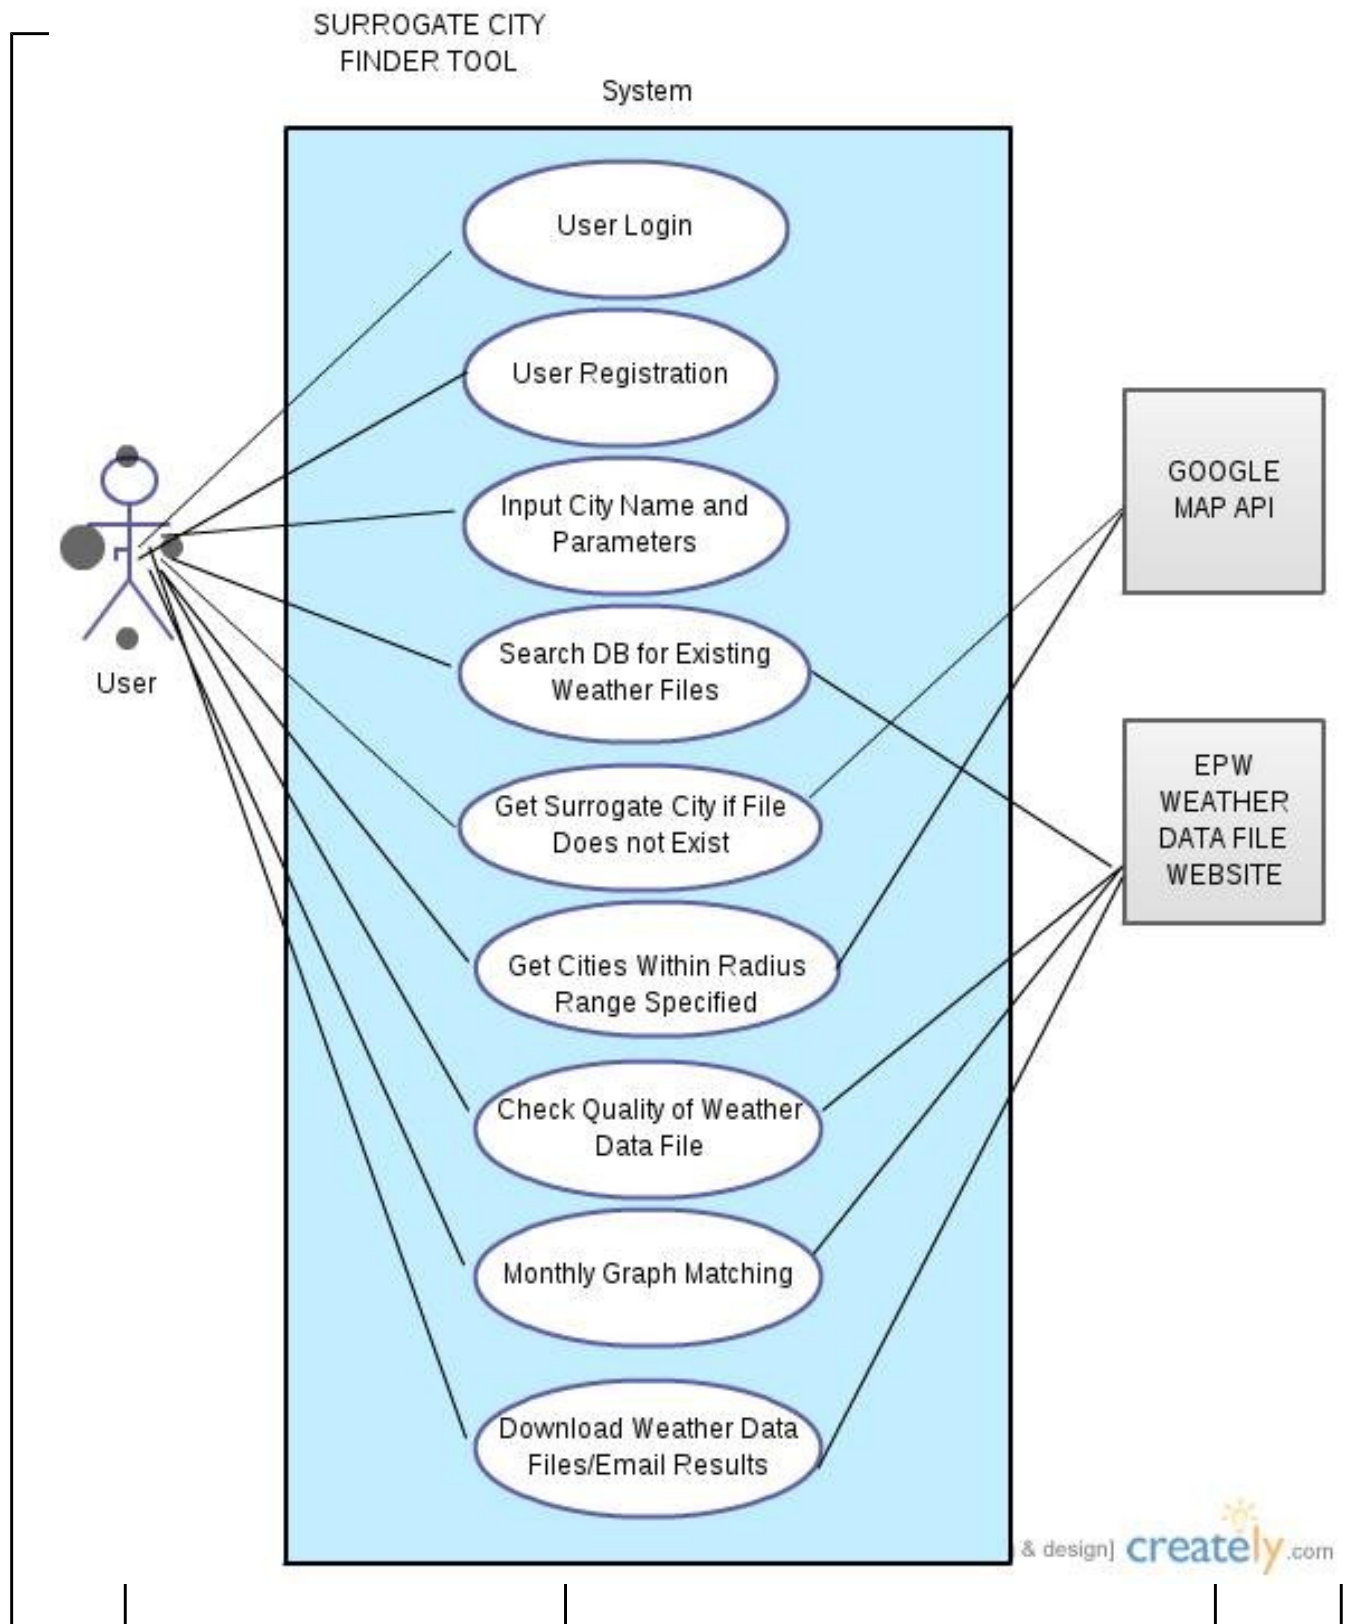 SURROGATE CITY
FINDER TOOL
System
User Login
User Registration
Input City Name and
Parameters
Search DB for Existing
Weather Files
Get Surrogate City if File
Does not Exist
Get Cities Within Radius
Range Specified
Check Quality of Weather
Data File
Monthly Graph Matching
Download Weather Data
Files/Email Results
User
GOOGLE
MAP API
EPW
WEATHER
DATA FILE
WEBSITE
& design] creately.com